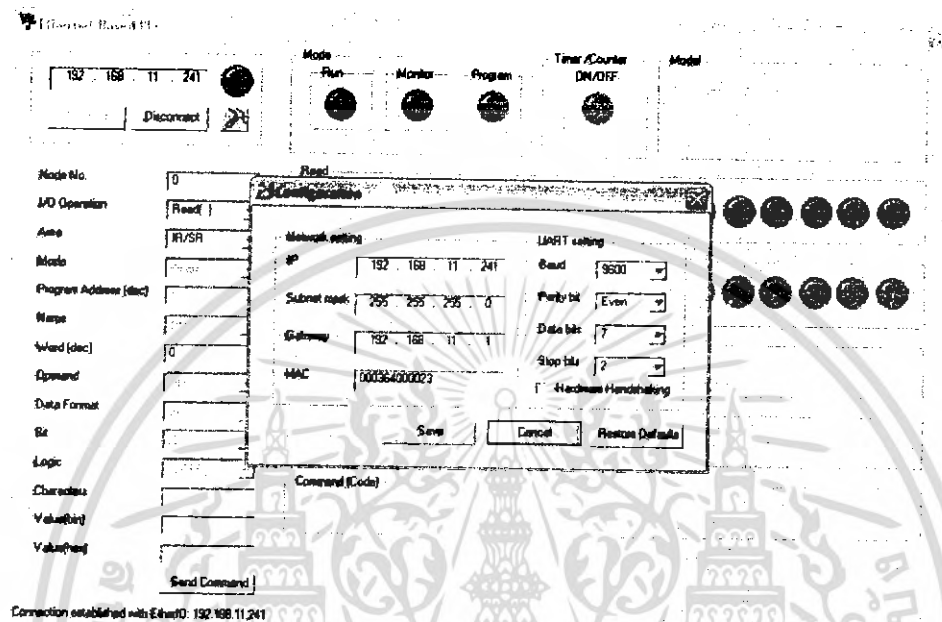 Ethernet Based PLC
192 . 168 . 11 . 241
Disconnect
Mode
Run
Monitor
Program
Timer /Counter
ON/OFF
Model
Node No.
0
I/O Operation
Read( )
Area
IR/SR
Mode
Program Address (dec)
Name
Word (dec)
0
Operand
Data Format
Bit
Logic
Characters
Value(bin)
Value(hex)
Send Command
Read
Command (Code)
Configuration
Network setting
IP
192 . 168 . 11 . 241
Subnet mask
255 . 255 . 255 . 0
Gateway
192 . 168 . 11 . 1
MAC
000364000023
UART setting
Baud
9600
Parity bit
Even
Data bits
7
Stop bits
2
Hardware Handshaking
Save
Cancel
Restore Defaults
Connection established with EtherIO: 192.168.11.241